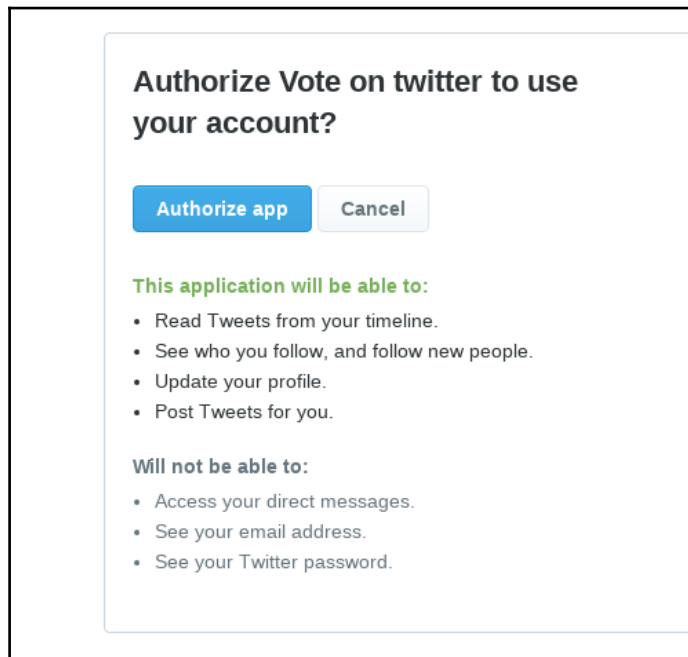 Authorize Vote on twitter to use
your account?
Authorize app Cancel
This application will be able to:
• Read Tweets from your timeline.
• See who you follow, and follow new people.
• Update your profile.
• Post Tweets for you.
Will not be able to:
• Access your direct messages.
• See your email address.
• See your Twitter password.